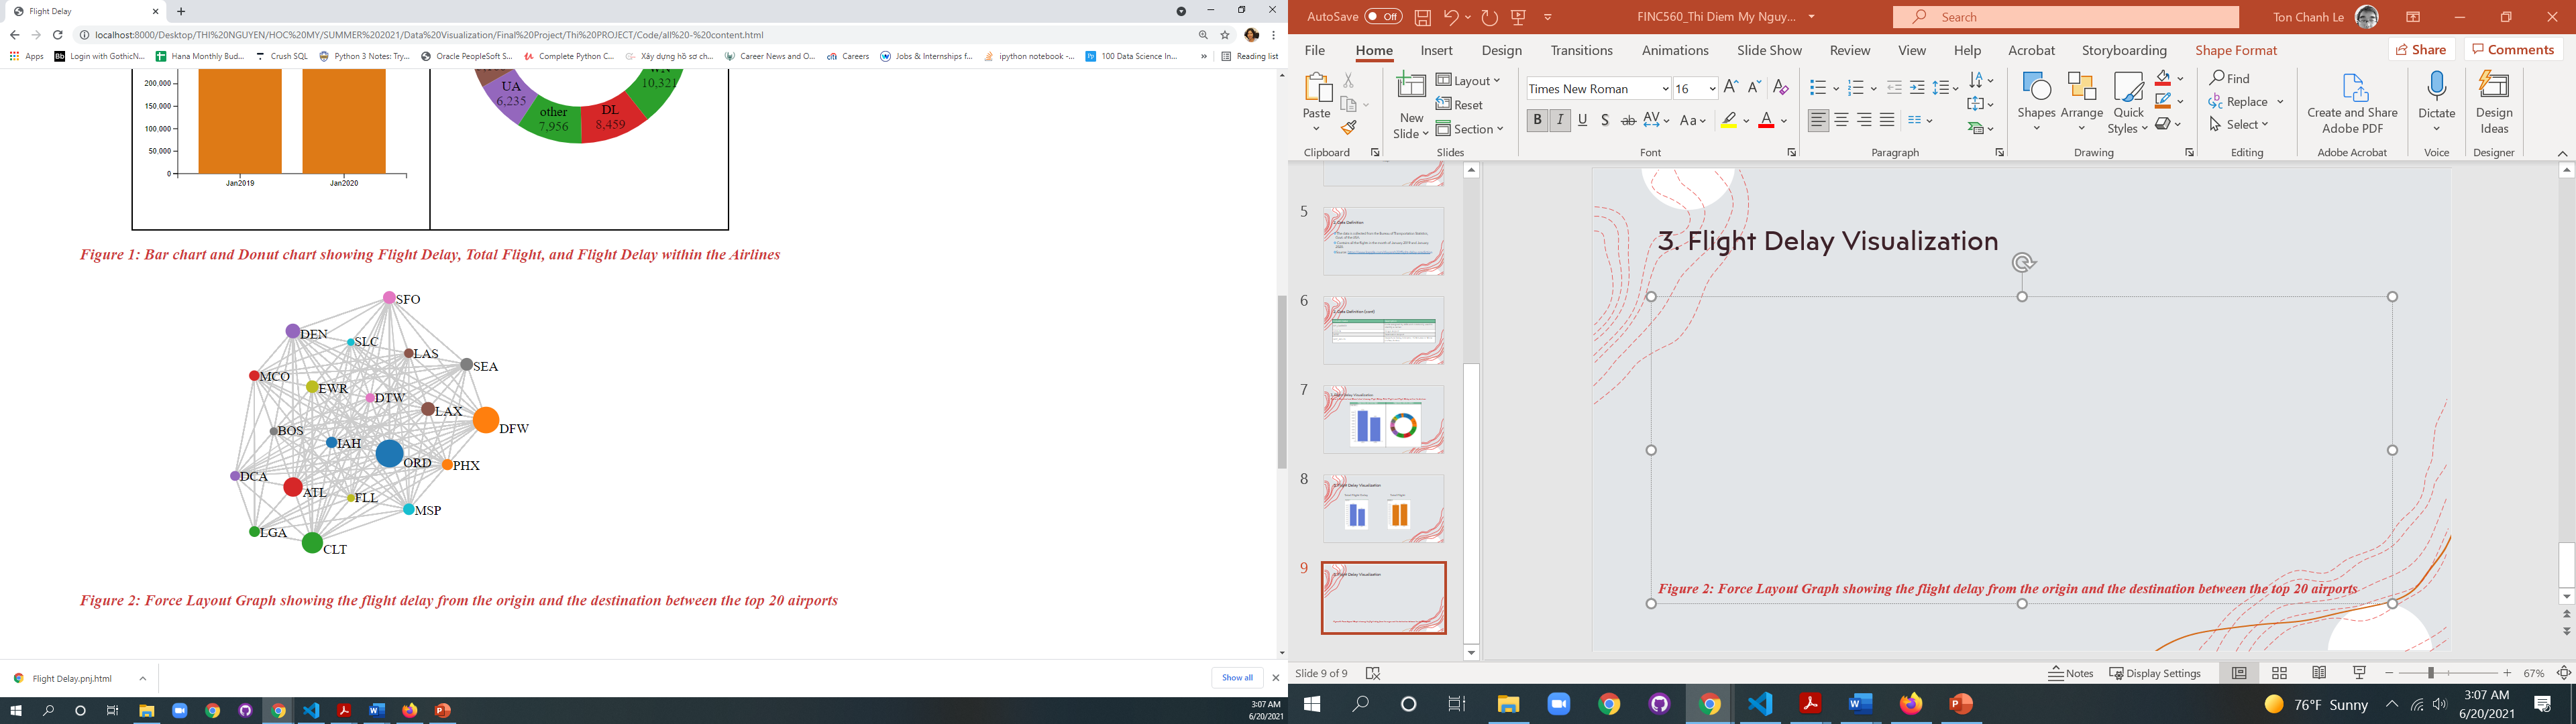 Flight Delay
localhost:8000/Desktop/THI%20NGUYEN/HOC%20MY/SUMMER%202021/Data%20Visualization/Final%20Project/Thi%20PROJECT/Code/all%20-%20content.html
Apps
Login with GothicN...
Hana Monthly Bud...
Crush SQL
Python 3 Notes: Try...
Oracle PeopleSoft S...
Complete Python C...
Xây dựng hồ sơ ch...
Career News and O...
Careers
Jobs & Internships f...
ipython notebook -...
100 Data Science In...
Reading list
200,000
150,000
100,000
50,000
0
Jan2019
Jan2020
UA
6,235
other
7,956
DL
8,459
WN
10,321
Figure 1: Bar chart and Donut chart showing Flight Delay, Total Flight, and Flight Delay within the Airlines
SFO
DEN
SLC
LAS
SEA
MCO
EWR
DTW
LAX
DFW
BOS
IAH
ORD
PHX
DCA
ATL
FLL
MSP
LGA
CLT
Figure 2: Force Layout Graph showing the flight delay from the origin and the destination between the top 20 airports
Flight Delay.pnj.html
Show all
3:07 AM
6/20/2021
AutoSave Off
FINC560_Thi Diem My Nguy...
Search
Ton Chanh Le
File Home Insert Design Transitions Animations Slide Show Review View Help Acrobat Storyboarding Shape Format
Share
Comments
Paste
Clipboard
New
Slide
Layout
Reset
Section
Slides
Times New Roman
16
Font
Paragraph
Shapes
Arrange
Quick
Styles
Drawing
Find
Replace
Select
Editing
Create and Share
Adobe PDF
Adobe Acrobat
Dictate
Voice
Design
Ideas
Designer
5
6
7
8
9
3. Flight Delay Visualization
Figure 2: Force Layout Graph showing the flight delay from the origin and the destination between the top 20 airports
Slide 9 of 9
Notes
Display Settings
67%
76°F Sunny
3:07 AM
6/20/2021